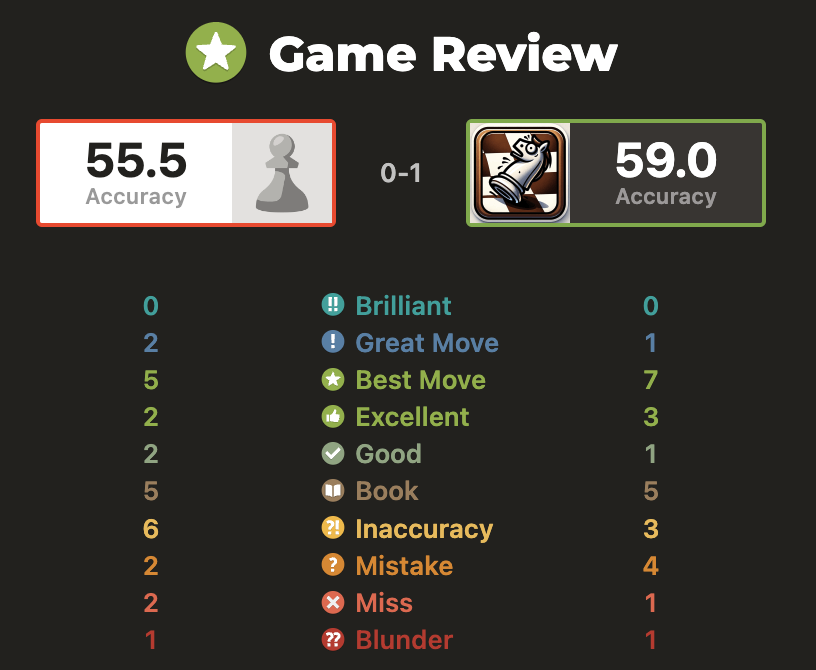 Game Review
55.5 0-1 59.0
Accuracy Accuracy
0 !! Brilliant 0
2 ! Great Move 1
5 Best Move 7
2 Excellent 3
2 Good 1
5 Book 5
6 ?! Inaccuracy 3
2 ? Mistake 4
2 Miss 1
1 ?? Blunder 1